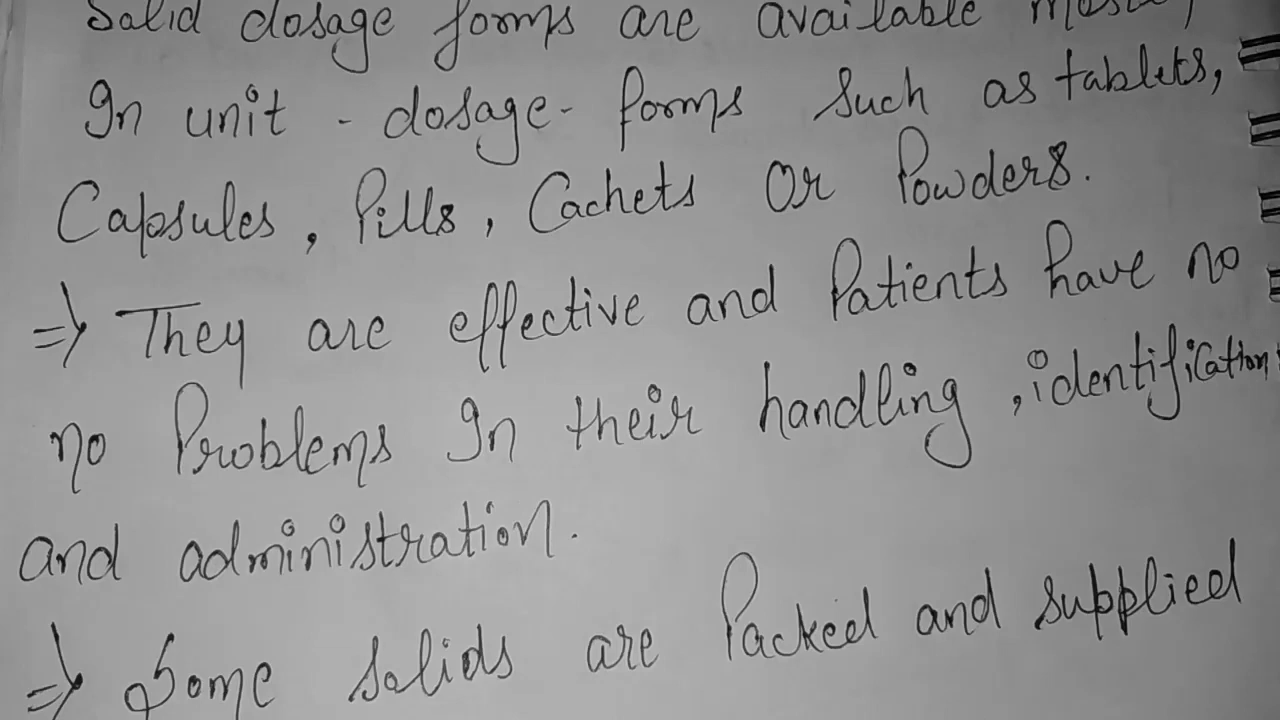 Solid dosage forms are available
In unit - dosage - forms such as tablets,
Capsules, Pills, Cachets or Powders.
⇒ They are effective and Patients have no
no Problems In their handling, identification
and administration.
⇒ Some solids are Packed and supplied